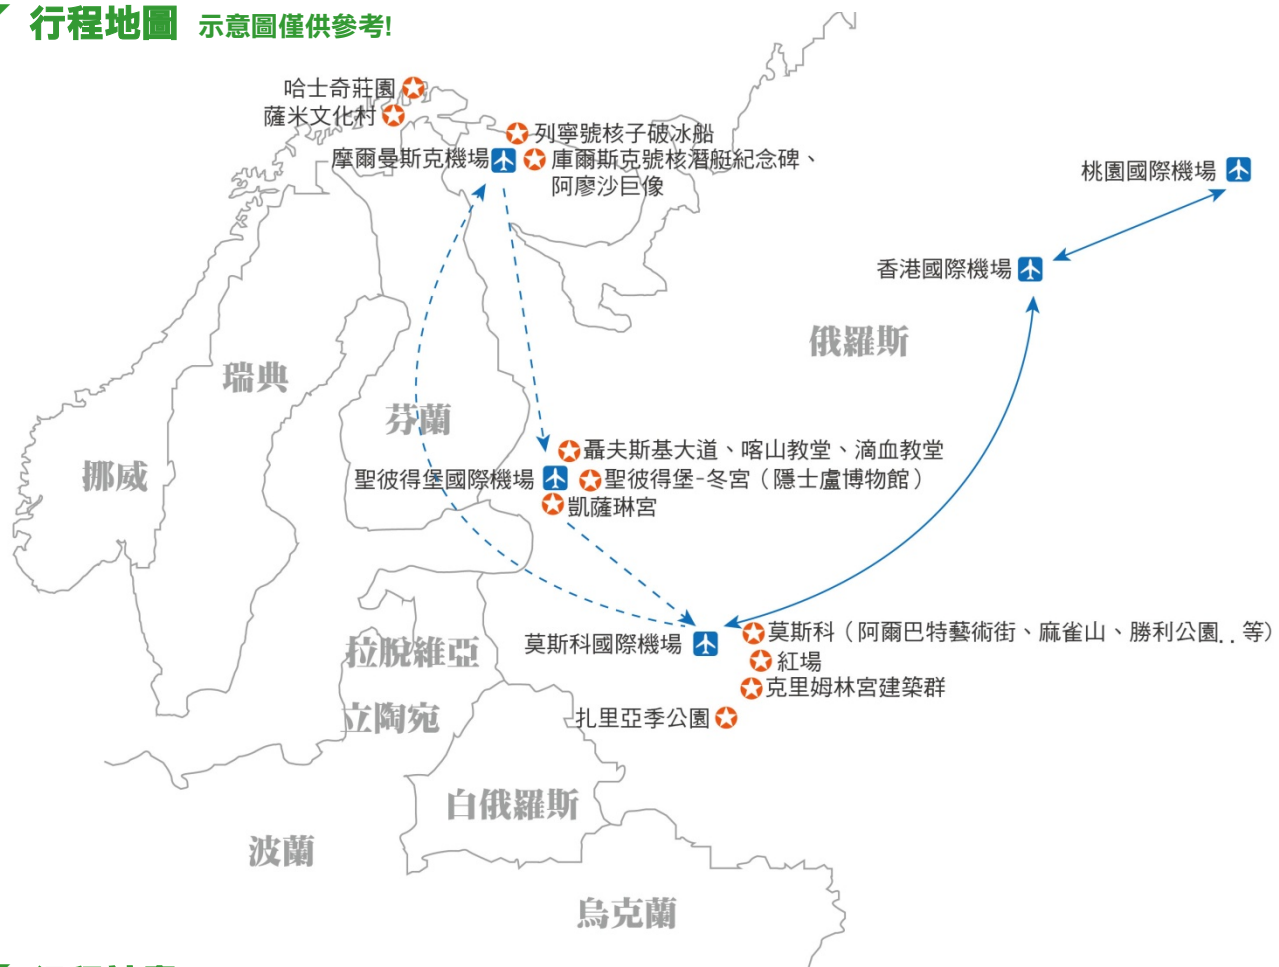 行程地圖 示意圖僅供參考!
哈士奇莊園
薩米文化村
列寧號核子破冰船
摩爾曼斯克機場
庫爾斯克號核潛艇紀念碑、
阿廖沙巨像
桃園國際機場
香港國際機場
俄羅斯
瑞典
芬蘭
挪威
聶夫斯基大道、喀山教堂、滴血教堂
聖彼得堡國際機場
聖彼得堡-冬宮（隱士盧博物館）
凱薩琳宮
莫斯科國際機場
莫斯科（阿爾巴特藝術街、麻雀山、勝利公園..等）
紅場
克里姆林宮建築群
扎里亞季公園
拉脫維亞
立陶宛
白俄羅斯
波蘭
烏克蘭